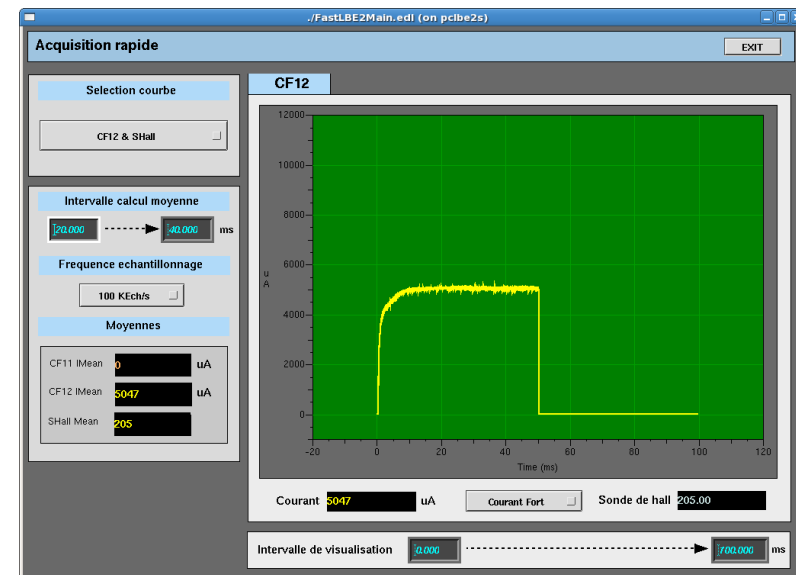 ./FastLBE2Main.edl (on pclbe2s)
Acquisition rapide
EXIT
Selection courbe
CF12 & SHall
Intervalle calcul moyenne
20.000
40.000
ms
Frequence echantillonnage
100 KEch/s
Moyennes
CF11 IMean
0
uA
CF12 IMean
5047
uA
SHall Mean
205
CF12
12000
10000
8000
6000
4000
2000
0
u
A
-20
0
20
40
60
80
100
120
Time (ms)
Courant
5047
uA
Courant Fort
Sonde de hall
205.00
Intervalle de visualisation
0.000
100.000
ms